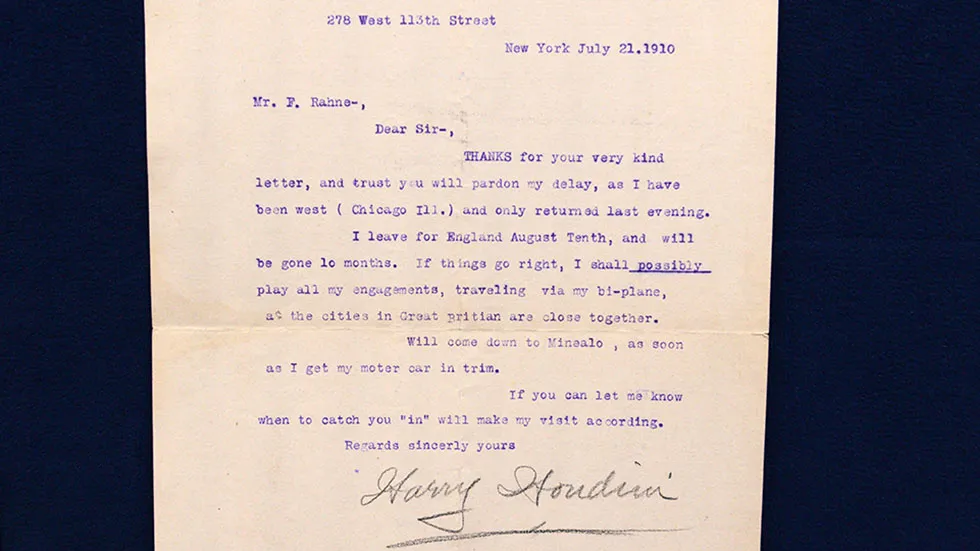 278 West 113th Street
New York July 21.1910
Mr. F. Rahne-,
Dear Sir-,
THANKS for your very kind
letter, and trust you will pardon my delay, as I have
been west ( Chicago Ill.) and only returned last evening.
I leave for England August Tenth, and will
be gone lo months. If things go right, I shall possibly
play all my engagements, traveling via my bi-plane,
as the cities in Great pritian are close together.
Will come down to Minealo , as soon
as I get my moter car in trim.
If you can let me know
when to catch you "in" will make my visit according.
Regards sincerly yours
Harry Houdini